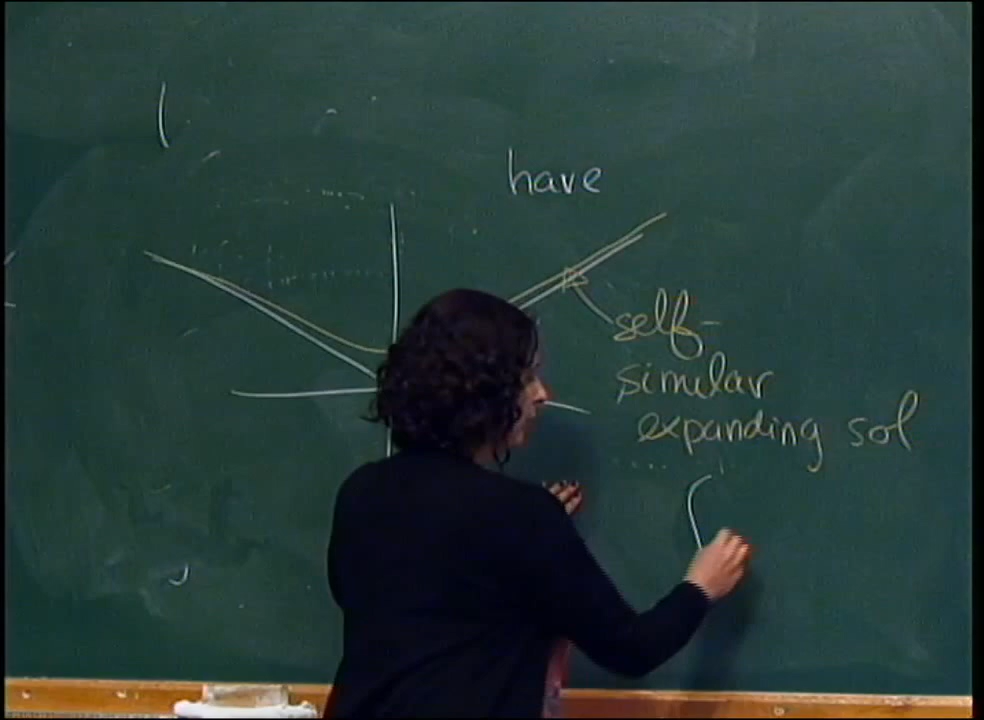 have
self-
similar
expanding sol